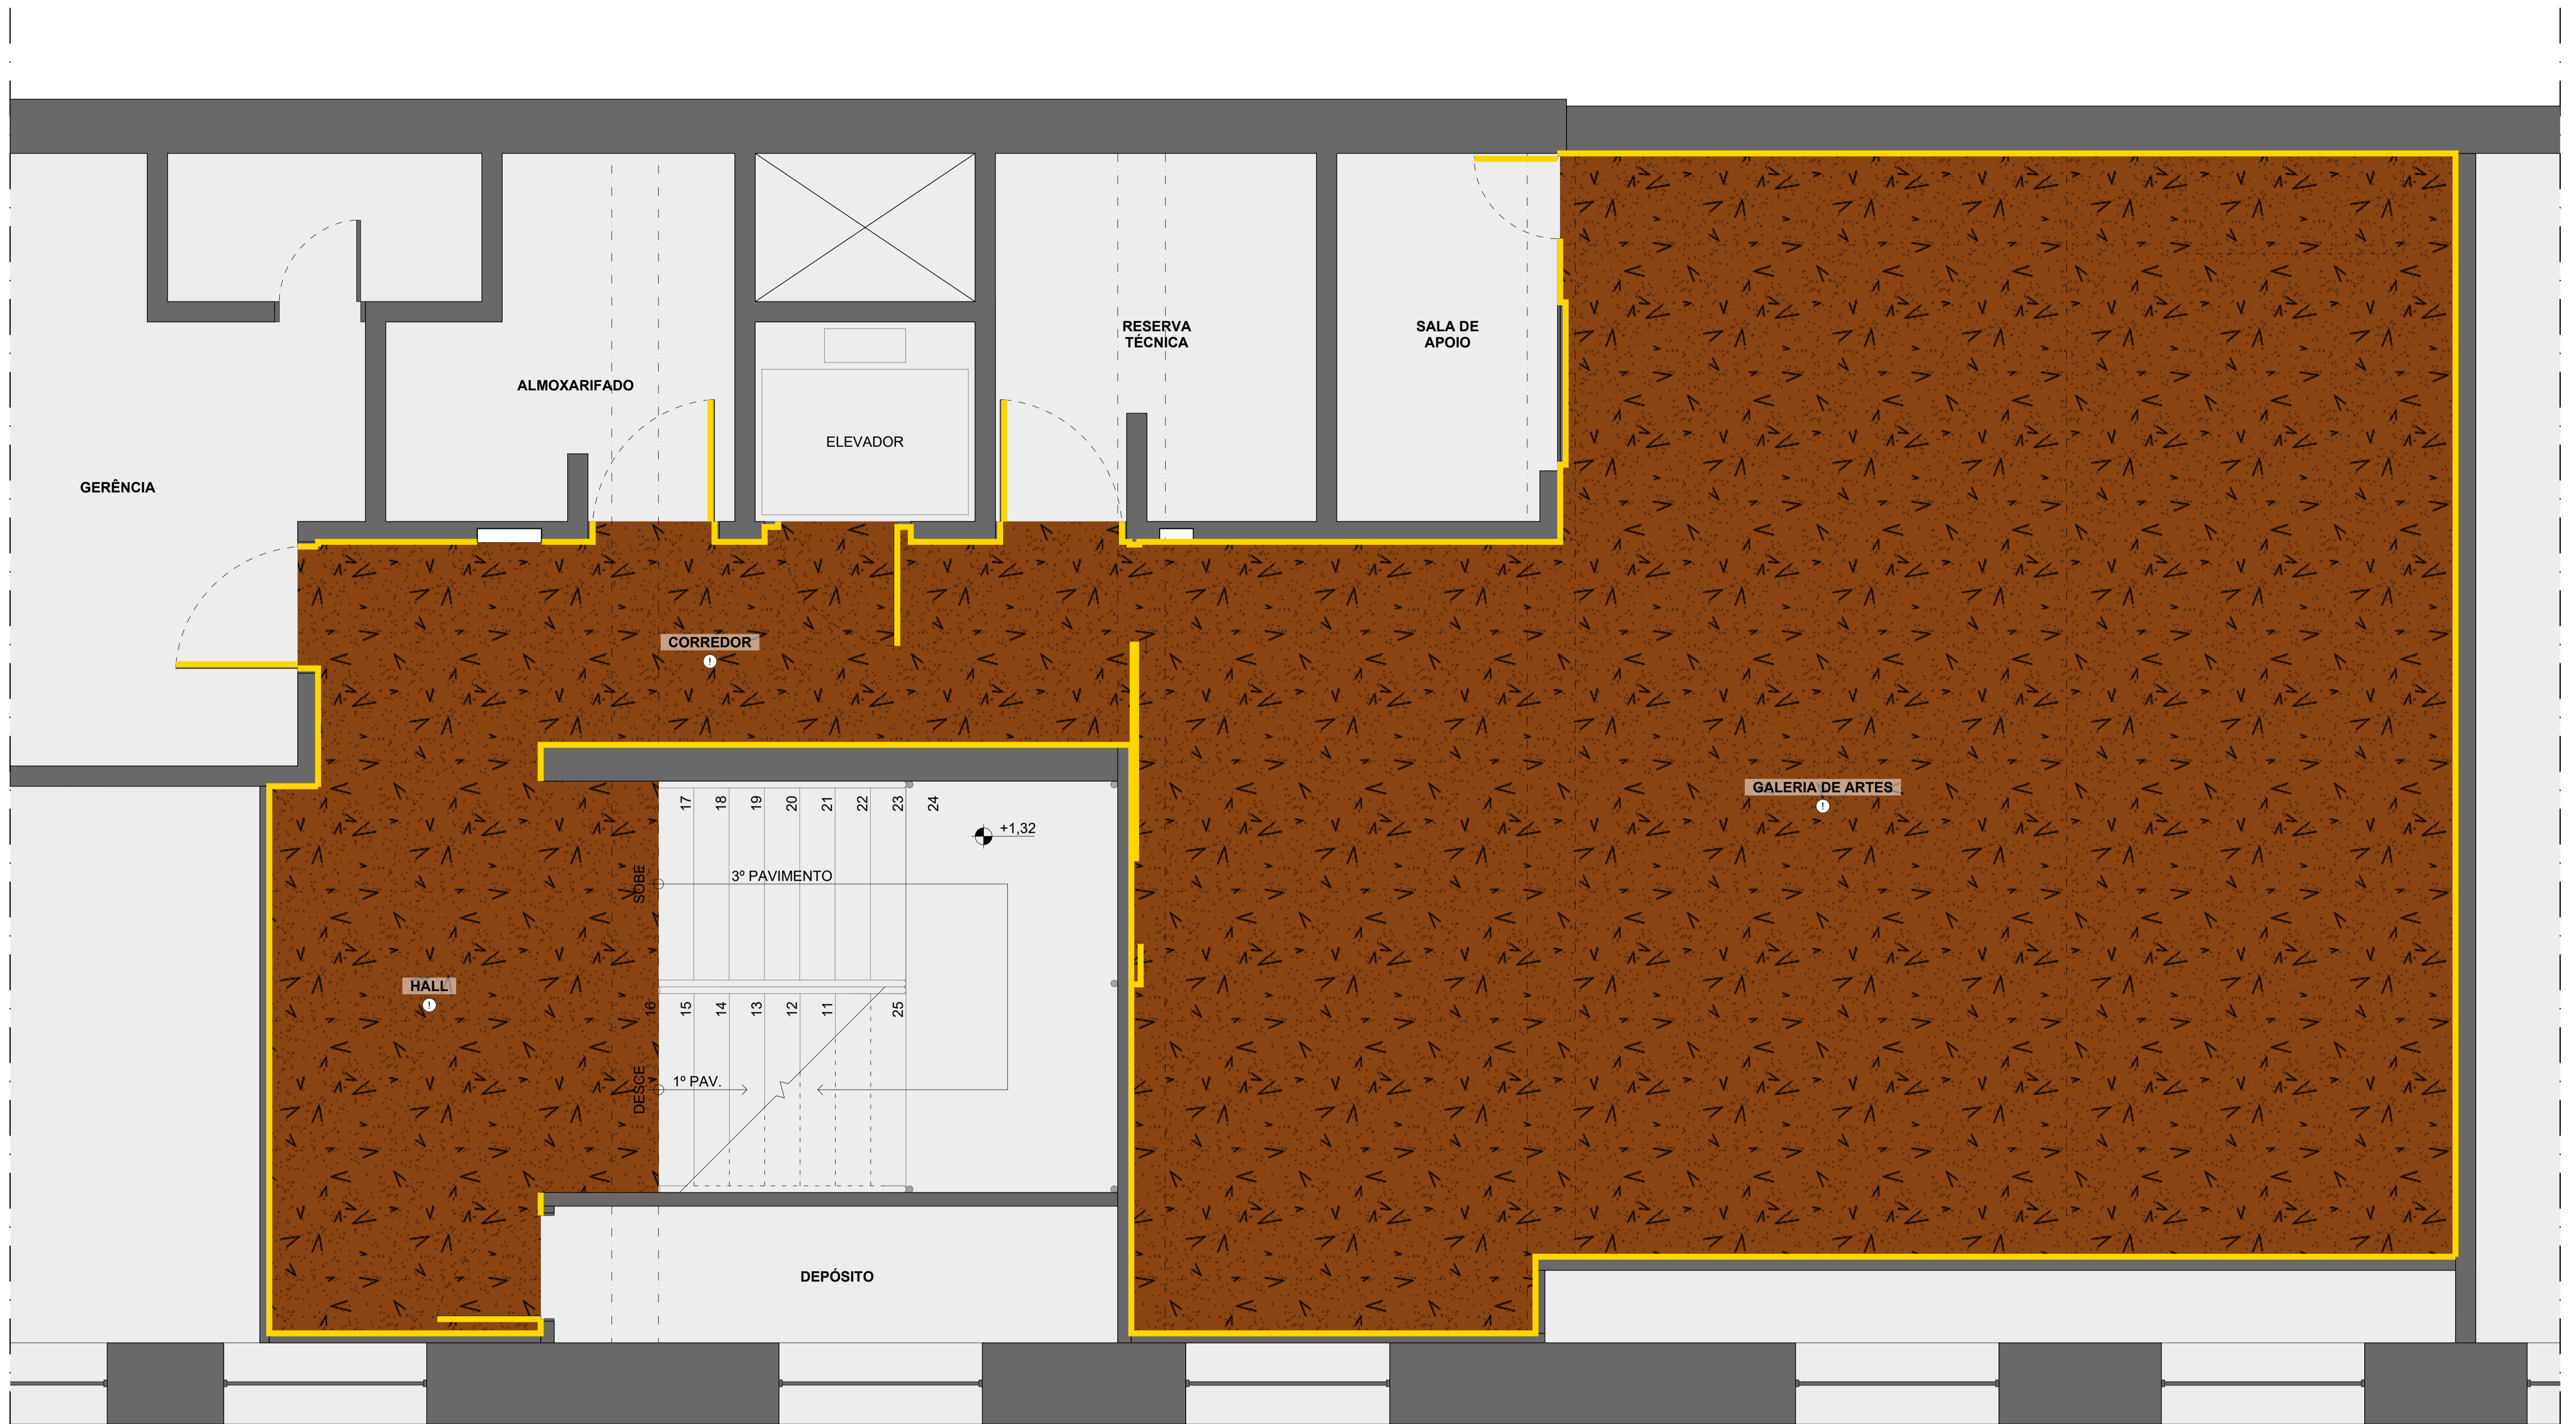 RESERVA
TÉCNICA
SALA DE
APOIO
ALMOXARIFADO
ELEVADOR
GERÊNCIA
CORREDOR
!
GALERIA DE ARTES
!
17
18
19
20
21
22
23
24
+1,32
SOBE
3º PAVIMENTO
HALL
!
16
15
14
13
12
11
25
DESCE
1º PAV.
DEPÓSITO